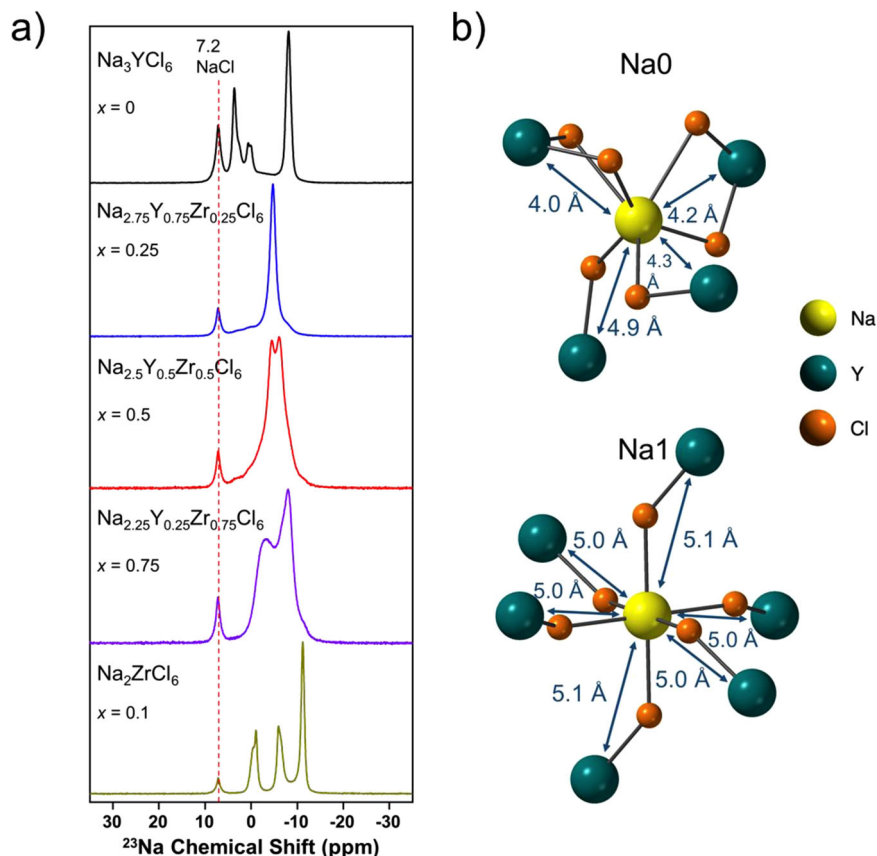 a)
7.2
NaCl
Na₃YCl₆
x = 0
Na₂.₇₅Y₀.₇₅Zr₀.₂₅Cl₆
x = 0.25
Na₂.₅Y₀.₅Zr₀.₅Cl₆
x = 0.5
Na₂.₂₅Y₀.₂₅Zr₀.₇₅Cl₆
x = 0.75
Na₂ZrCl₆
x = 0.1
30 20 10 0 -10 -20 -30
²³Na Chemical Shift (ppm)
b)
Na0
4.0 Å
4.2 Å
4.3
Å
4.9 Å
Na
Y
Cl
Na1
5.1 Å
5.0 Å
5.0 Å
5.0 Å
5.0 Å
5.1 Å